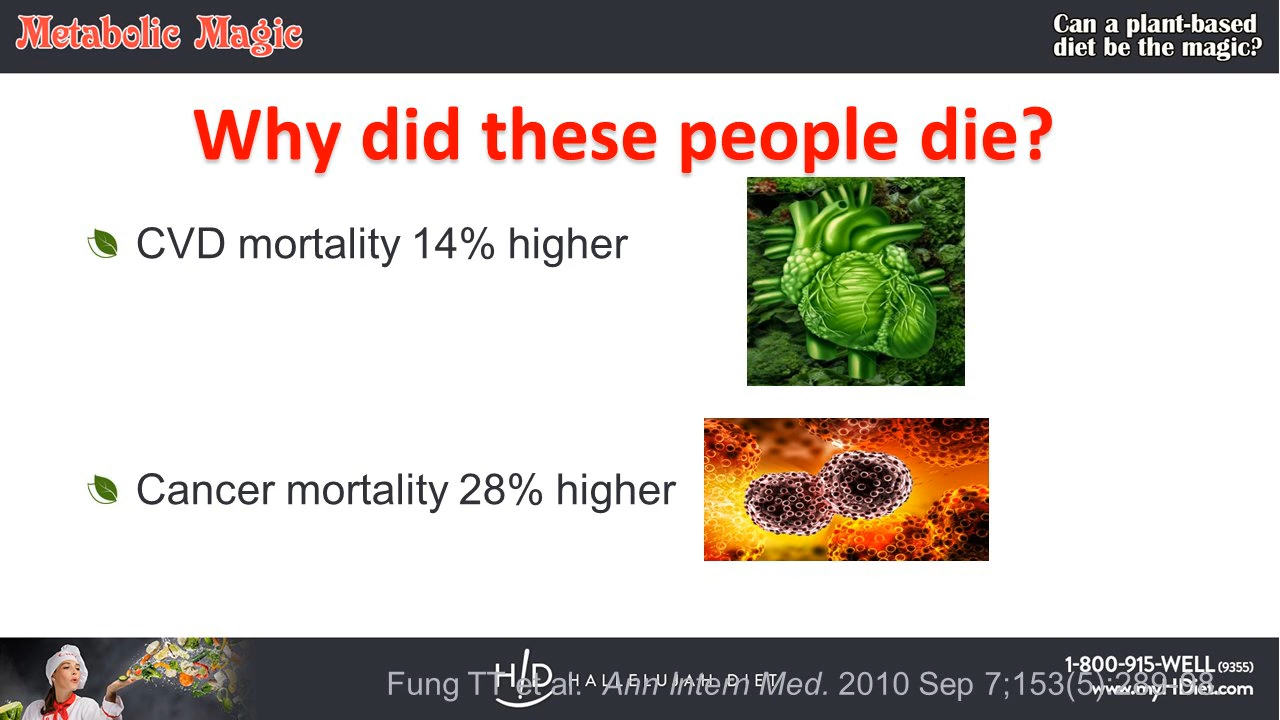 Metabolic Magic
Can a plant-based
diet be the magic?
Why did these people die?
CVD mortality 14% higher
Cancer mortality 28% higher
HD HALLELUJAH DIET
Fung TT et al. Ann Intern Med. 2010 Sep 7;153(5):289-98
1-800-915-WELL (9355)
www.myHDiet.com